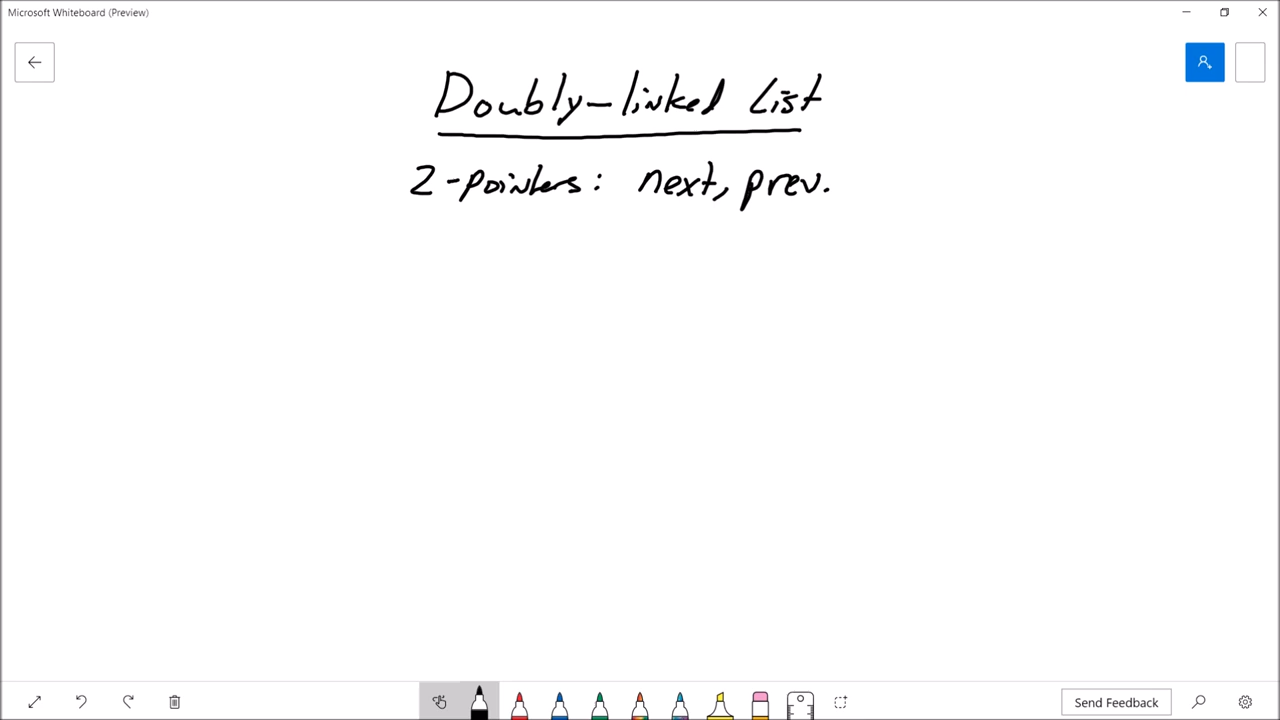 Microsoft Whiteboard (Preview)
Doubly-linked List
2-pointers: next, prev.
Send Feedback